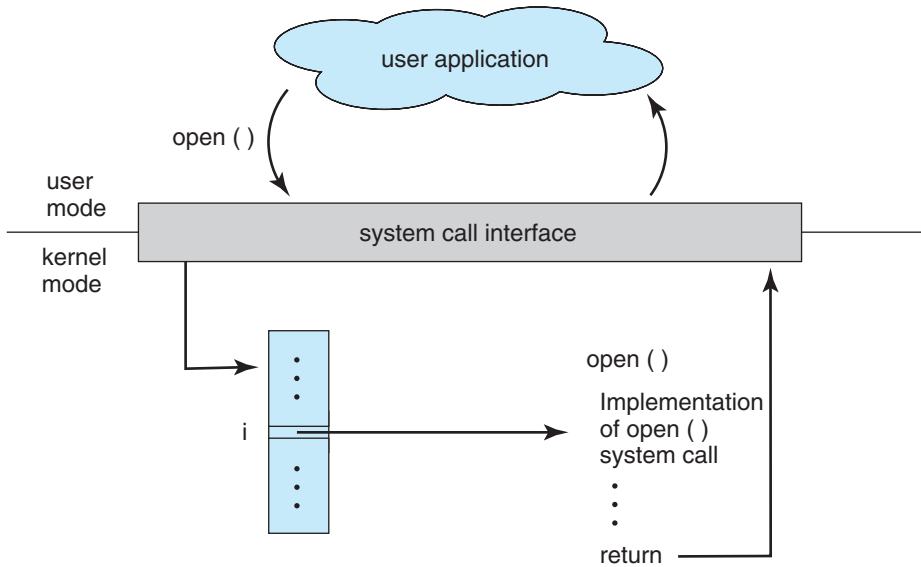 user application
open ( )
user
mode
system call interface
kernel
mode
open ( )
i
Implementation
of open ( )
system call
return